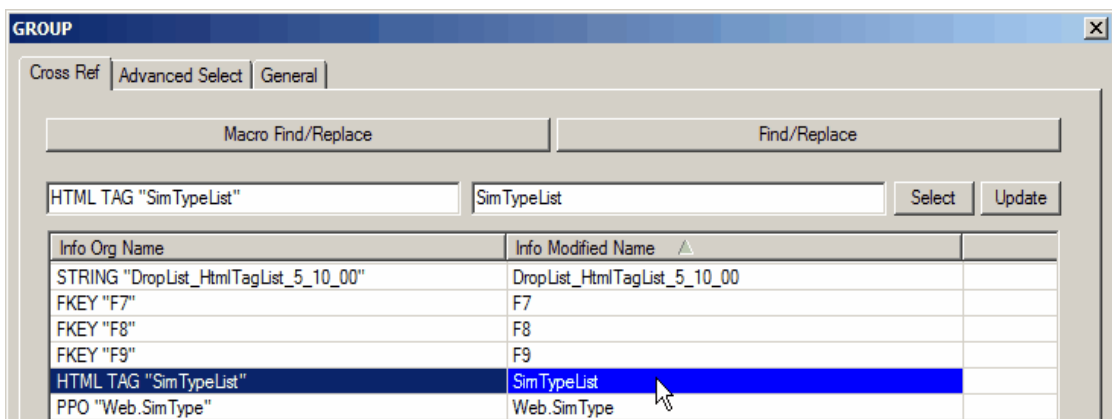 GROUP
Cross Ref Advanced Select General
Macro Find/Replace Find/Replace
HTML TAG "SimTypeList" SimTypeList Select Update
Info Org Name Info Modified Name
STRING "DropList_HtmlTagList_5_10_00" DropList_HtmlTagList_5_10_00
FKEY "F7" F7
FKEY "F8" F8
FKEY "F9" F9
HTML TAG "SimTypeList" SimTypeList
PPO "Web.SimType" Web.SimType